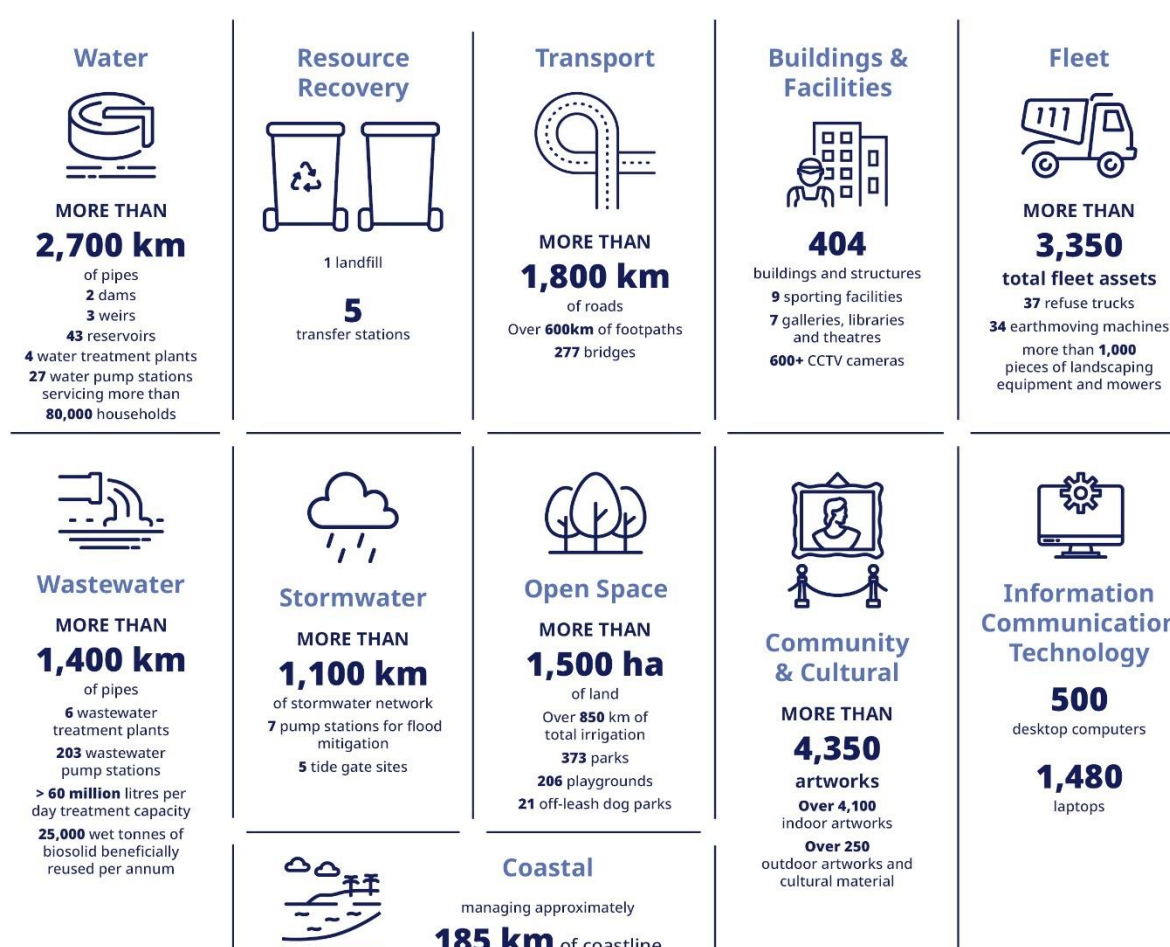 Water
MORE THAN
2,700 km
of pipes
2 dams
3 weirs
43 reservoirs
4 water treatment plants
27 water pump stations
servicing more than
80,000 households
Resource
Recovery
1 landfill
5
transfer stations
Transport
MORE THAN
1,800 km
of roads
Over 600km of footpaths
277 bridges
Buildings &
Facilities
404
buildings and structures
9 sporting facilities
7 galleries, libraries
and theatres
600+ CCTV cameras
Fleet
MORE THAN
3,350
total fleet assets
37 refuse trucks
34 earthmoving machines
more than 1,000
pieces of landscaping
equipment and mowers
Wastewater
MORE THAN
1,400 km
of pipes
6 wastewater
treatment plants
203 wastewater
pump stations
> 60 million litres per
day treatment capacity
25,000 wet tonnes of
biosolid beneficially
reused per annum
Stormwater
MORE THAN
1,100 km
of stormwater network
7 pump stations for flood
mitigation
5 tide gate sites
Open Space
MORE THAN
1,500 ha
of land
Over 850 km of
total irrigation
373 parks
206 playgrounds
21 off-leash dog parks
Community
& Cultural
MORE THAN
4,350
artworks
Over 4,100
indoor artworks
Over 250
outdoor artworks and
cultural material
Information
Communication
Technology
500
desktop computers
1,480
laptops
Coastal
managing approximately
185 km of coastline